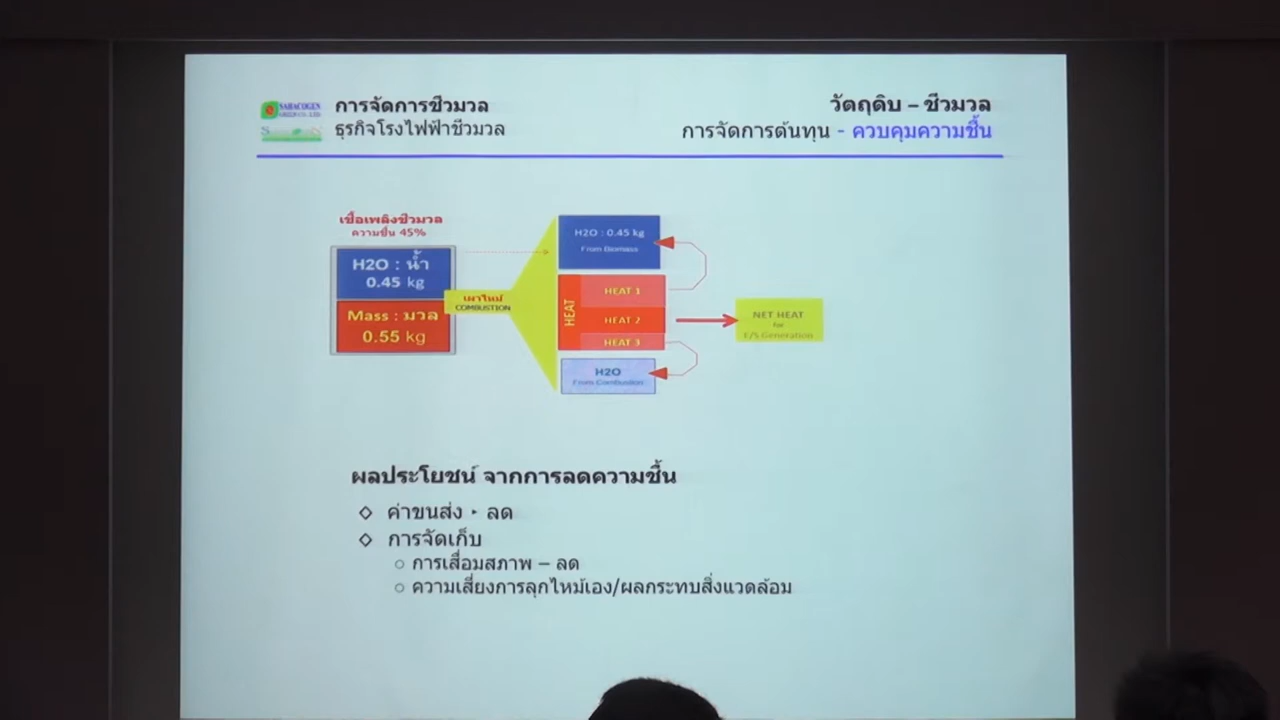 SAHACOGEN
GREEN CO.,LTD
การจัดการชีวมวล
ธุรกิจโรงไฟฟ้าชีวมวล
วัตถุดิบ – ชีวมวล
การจัดการต้นทุน - ควบคุมความชื้น
เชื้อเพลิงชีวมวล
ความชื้น 45%
H2O : น้ำ
0.45 kg
Mass : มวล
0.55 kg
เผาไหม้
COMBUSTION
H2O : 0.45 kg
From Biomass
HEAT
HEAT 1
HEAT 2
HEAT 3
H2O
From Combustion
NET HEAT
for
E/S Generation
ผลประโยชน์ จากการลดความชื้น
◇ ค่าขนส่ง ‣ ลด
◇ การจัดเก็บ
○ การเสื่อมสภาพ – ลด
○ ความเสี่ยงการลุกไหม้เอง/ผลกระทบสิ่งแวดล้อม